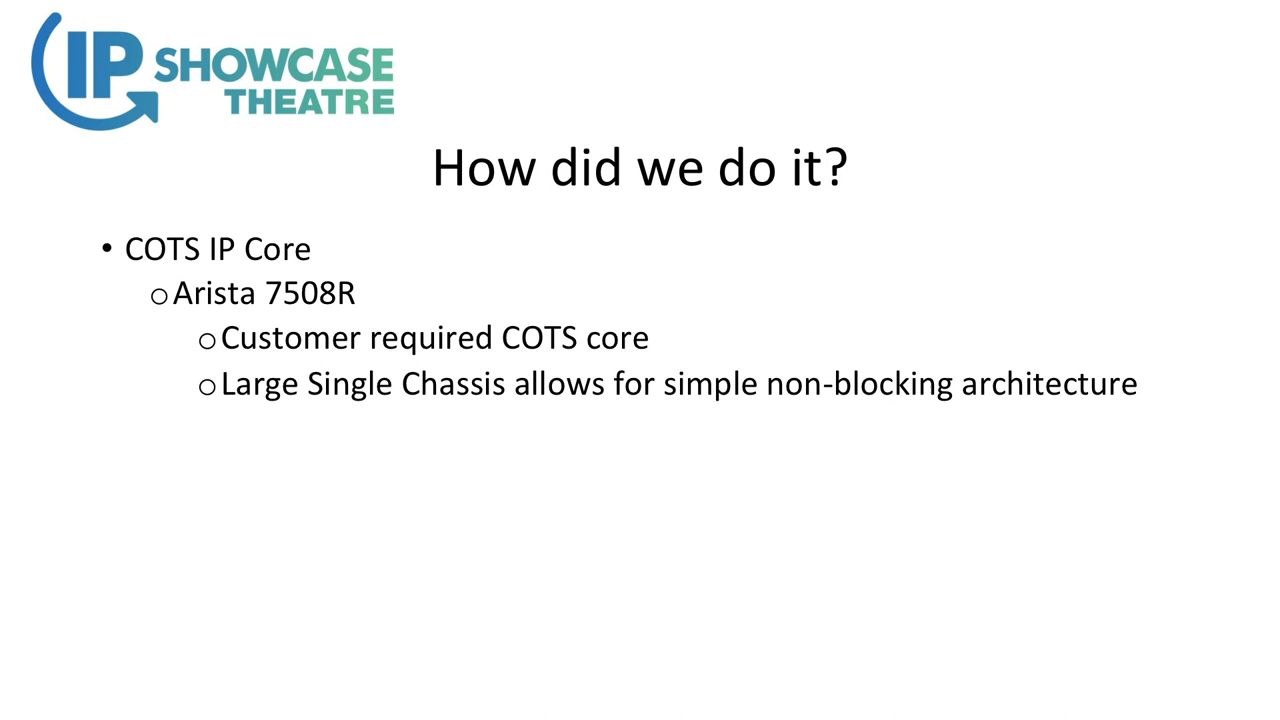 IP SHOWCASE
THEATRE
How did we do it?
• COTS IP Core
o Arista 7508R
o Customer required COTS core
o Large Single Chassis allows for simple non-blocking architecture